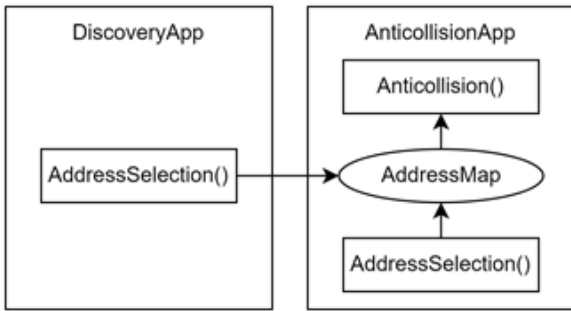 DiscoveryApp
AddressSelection()
AnticollisionApp
Anticollision()
AddressMap
AddressSelection()